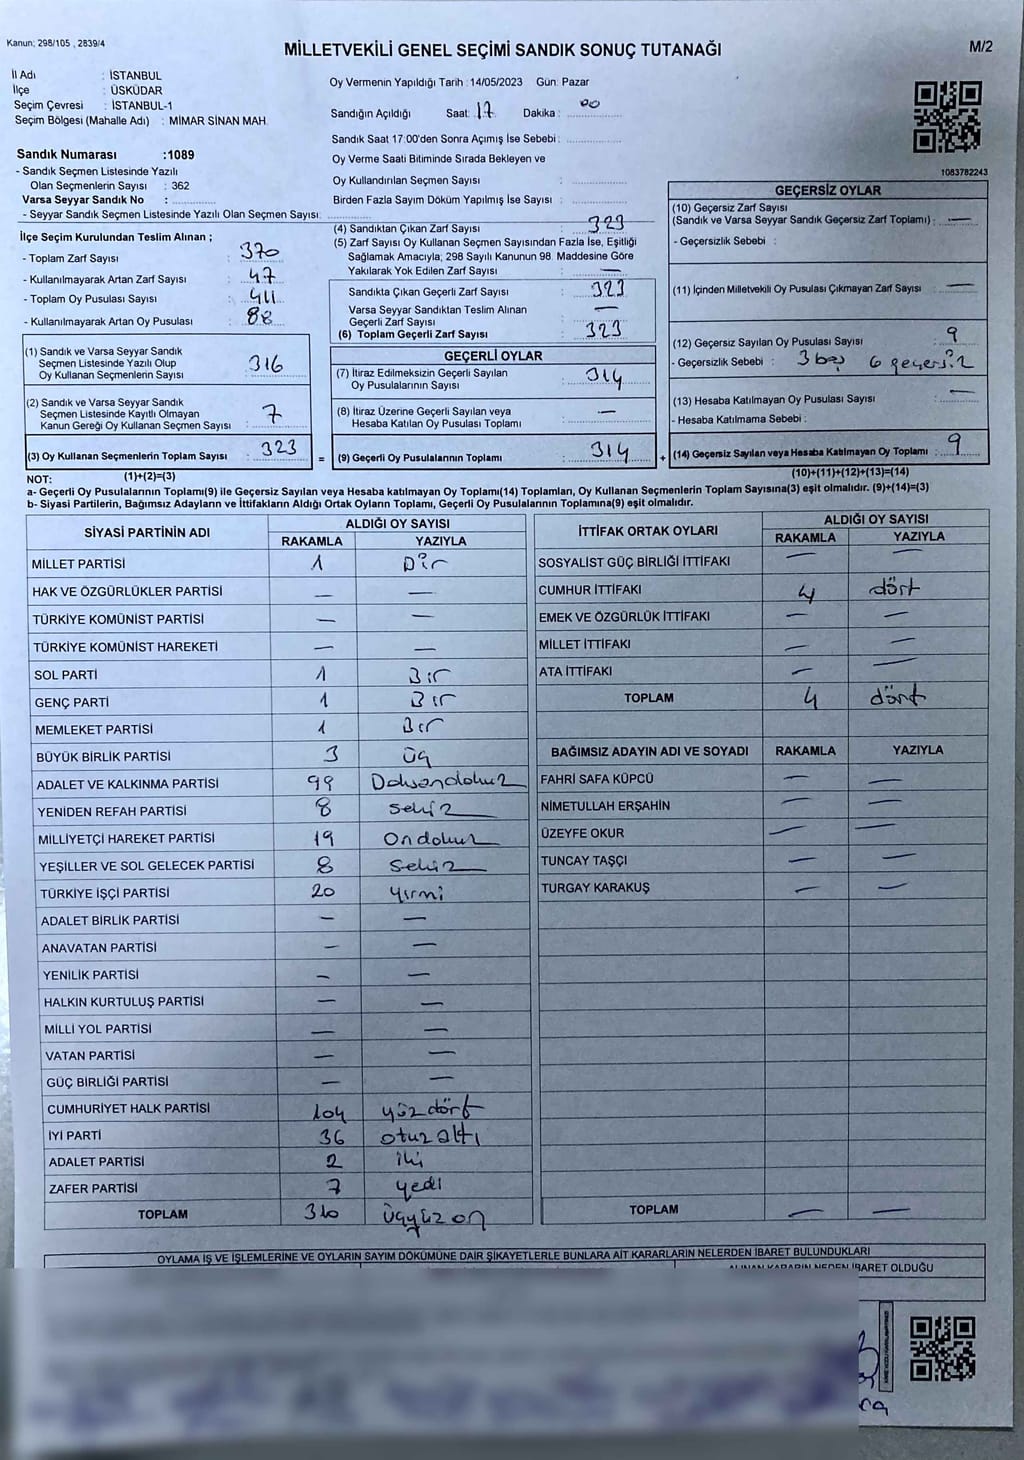 Kanun; 298/105 , 2839/4
MİLLETVEKİLİ GENEL SEÇİMİ SANDIK SONUÇ TUTANAĞI
M/2
İl Adı : İSTANBUL
İlçe : ÜSKÜDAR
Seçim Çevresi : İSTANBUL-1
Seçim Bölgesi (Mahalle Adı) : MİMAR SİNAN MAH.
Sandık Numarası :1089
- Sandık Seçmen Listesinde Yazılı
Olan Seçmenlerin Sayısı : 362
Varsa Seyyar Sandık No :
- Seyyar Sandık Seçmen Listesinde Yazılı Olan Seçmen Sayısı:
İlçe Seçim Kurulundan Teslim Alınan ;
- Toplam Zarf Sayısı : 370
- Kullanılmayarak Artan Zarf Sayısı : 47
- Toplam Oy Pusulası Sayısı : 411
- Kullanılmayarak Artan Oy Pusulası : 88
(1) Sandık ve Varsa Seyyar Sandık
Seçmen Listesinde Yazılı Olup
Oy Kullanan Seçmenlerin Sayısı : 316
(2) Sandık ve Varsa Seyyar Sandık
Seçmen Listesinde Kayıtlı Olmayan
Kanun Gereği Oy Kullanan Seçmen Sayısı : 7
(3) Oy Kullanan Seçmenlerin Toplam Sayısı : 323
Oy Vermenin Yapıldığı Tarih :14/05/2023 Gün: Pazar
Sandığın Açıldığı Saat: 17 Dakika : 00
Sandık Saat 17:00'den Sonra Açımış İse Sebebi :
Oy Verme Saati Bitiminde Sırada Bekleyen ve
Oy Kullandırılan Seçmen Sayısı :
Birden Fazla Sayım Döküm Yapılmış İse Sayısı :
(4) Sandıktan Çıkan Zarf Sayısı : 323
(5) Zarf Sayısı Oy Kullanan Seçmen Sayısından Fazla İse, Eşitliği
Sağlamak Amacıyla; 298 Sayılı Kanunun 98. Maddesine Göre
Yakılarak Yok Edilen Zarf Sayısı : —
Sandıkta Çıkan Geçerli Zarf Sayısı : 323
Varsa Seyyar Sandıktan Teslim Alınan
Geçerli Zarf Sayısı : —
(6) Toplam Geçerli Zarf Sayısı : 323
GEÇERLİ OYLAR
(7) İtiraz Edilmeksizin Geçerli Sayılan
Oy Pusulalarının Sayısı : 314
(8) İtiraz Üzerine Geçerli Sayılan veya
Hesaba Katılan Oy Pusulası Toplamı : —
= (9) Geçerli Oy Pusulalarının Toplamı : 314
1083782243
GEÇERSİZ OYLAR
(10) Geçersiz Zarf Sayısı
(Sandık ve Varsa Seyyar Sandık Geçersiz Zarf Toplamı) : —
- Geçersizlik Sebebi :
(11) İçinden Milletvekili Oy Pusulası Çıkmayan Zarf Sayısı : —
(12) Geçersiz Sayılan Oy Pusulası Sayısı : 9
- Geçersizlik Sebebi : 3 boş 6 geçersiz
(13) Hesaba Katılmayan Oy Pusulası Sayısı : —
- Hesaba Katılmama Sebebi :
+ (14) Geçersiz Sayılan veya Hesaba Katılmayan Oy Toplamı : 9
NOT: (1)+(2)=(3) (10)+(11)+(12)+(13)=(14)
a- Geçerli Oy Pusulalarının Toplamı(9) ile Geçersiz Sayılan veya Hesaba katılmayan Oy Toplamı(14) Toplamları, Oy Kullanan Seçmenlerin Toplam Sayısına(3) eşit olmalıdır. (9)+(14)=(3)
b- Siyasi Partilerin, Bağımsız Adayların ve İttifakların Aldığı Ortak Oyların Toplamı, Geçerli Oy Pusulalarının Toplamına(9) eşit olmalıdır.
SİYASİ PARTİNİN ADI ALDIĞI OY SAYISI
RAKAMLA YAZIYLA
MİLLET PARTİSİ 1 Bir
HAK VE ÖZGÜRLÜKLER PARTİSİ — —
TÜRKİYE KOMÜNİST PARTİSİ — —
TÜRKİYE KOMÜNİST HAREKETİ — —
SOL PARTİ 1 Bir
GENÇ PARTİ 1 Bir
MEMLEKET PARTİSİ 1 Bir
BÜYÜK BİRLİK PARTİSİ 3 üç
ADALET VE KALKINMA PARTİSİ 99 Doksandokuz
YENİDEN REFAH PARTİSİ 8 sekiz
MİLLİYETÇİ HAREKET PARTİSİ 19 Ondokuz
YEŞİLLER VE SOL GELECEK PARTİSİ 8 Sekiz
TÜRKİYE İŞÇİ PARTİSİ 20 yirmi
ADALET BİRLİK PARTİSİ — —
ANAVATAN PARTİSİ — —
YENİLİK PARTİSİ — —
HALKIN KURTULUŞ PARTİSİ — —
MİLLİ YOL PARTİSİ — —
VATAN PARTİSİ — —
GÜÇ BİRLİĞİ PARTİSİ — —
CUMHURİYET HALK PARTİSİ 104 yüzdört
İYİ PARTİ 36 otuzaltı
ADALET PARTİSİ 2 iki
ZAFER PARTİSİ 7 yedi
TOPLAM 310 üçyüzon
İTTİFAK ORTAK OYLARI ALDIĞI OY SAYISI
RAKAMLA YAZIYLA
SOSYALİST GÜÇ BİRLİĞİ İTTİFAKI — —
CUMHUR İTTİFAKI 4 dört
EMEK VE ÖZGÜRLÜK İTTİFAKI — —
MİLLET İTTİFAKI — —
ATA İTTİFAKI — —
TOPLAM 4 dört
BAĞIMSIZ ADAYIN ADI VE SOYADI RAKAMLA YAZIYLA
FAHRİ SAFA KÜPCÜ — —
NİMETULLAH ERŞAHİN — —
ÜZEYFE OKUR — —
TUNCAY TAŞÇI — —
TURGAY KARAKUŞ — —
TOPLAM — —
OYLAMA İŞ VE İŞLEMLERİNE VE OYLARIN SAYIM DÖKÜMÜNE DAİR ŞİKAYETLERLE BUNLARA AİT KARARLARIN NELERDEN İBARET BULUNDUKLARI
ALINAN KARARIN NEDEN İBARET OLDUĞU